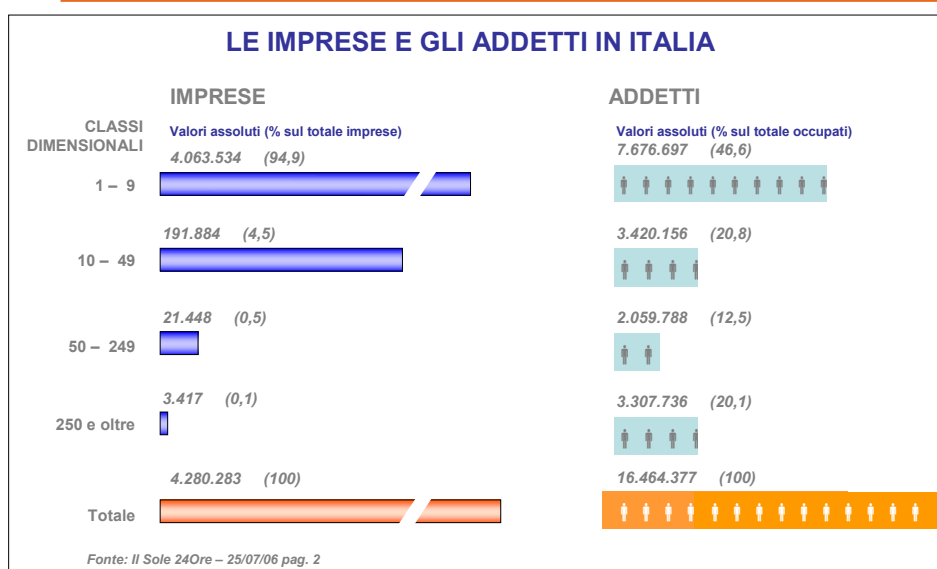 LE IMPRESE E GLI ADDETTI IN ITALIA
IMPRESE
ADDETTI
CLASSI
DIMENSIONALI
Valori assoluti (% sul totale imprese)
Valori assoluti (% sul totale occupati)
4.063.534 (94,9)
7.676.697 (46,6)
1 – 9
191.884 (4,5)
3.420.156 (20,8)
10 – 49
21.448 (0,5)
2.059.788 (12,5)
50 – 249
3.417 (0,1)
3.307.736 (20,1)
250 e oltre
4.280.283 (100)
16.464.377 (100)
Totale
Fonte: Il Sole 24Ore – 25/07/06 pag. 2